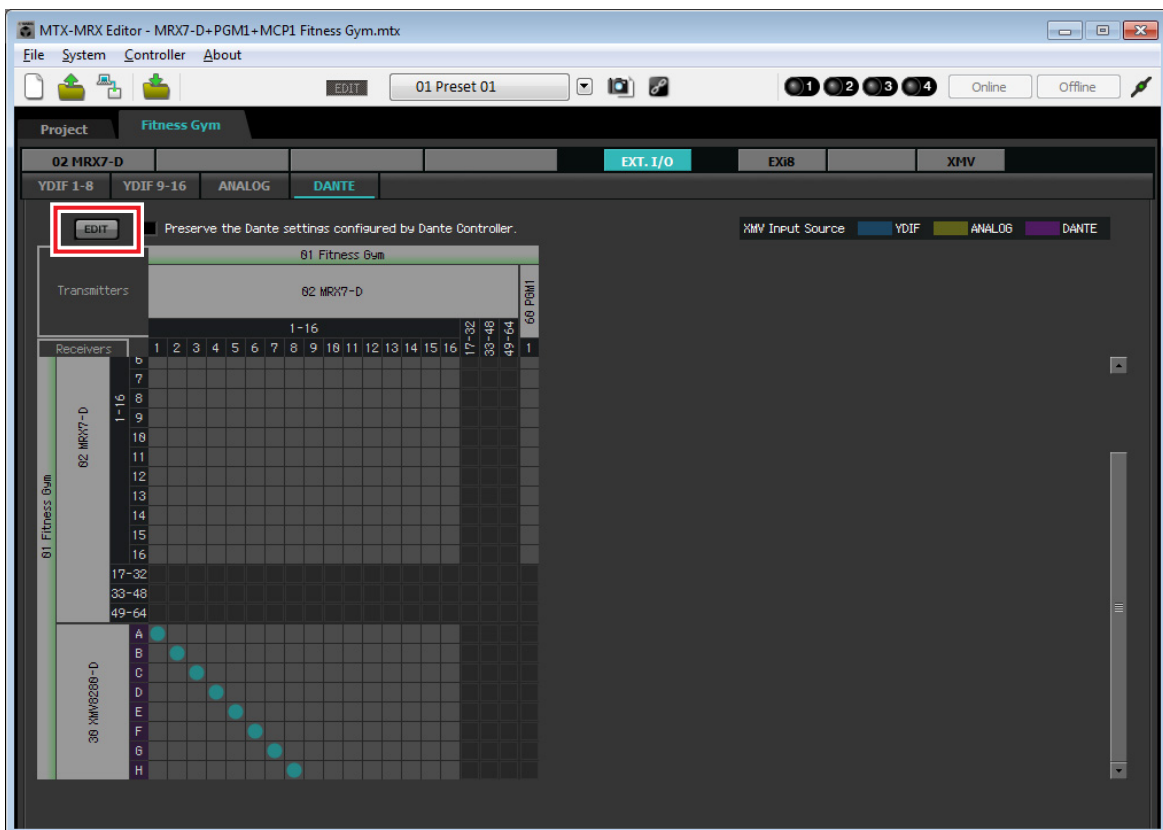 MTX-MRX Editor - MRX7-D+PGM1+MCP1 Fitness Gym.mtx
File System Controller About
EDIT 01 Preset 01 1 2 3 4 Online Offline
Project Fitness Gym
02 MRX7-D EXT. I/O EXi8 XMV
YDIF 1-8 YDIF 9-16 ANALOG DANTE
EDIT Preserve the Dante settings configured by Dante Controller. XMV Input Source YDIF ANALOG DANTE
01 Fitness Gym
Transmitters 02 MRX7-D 60 PGM1
1-16 17-32 33-48 49-64
Receivers 1 2 3 4 5 6 7 8 9 10 11 12 13 14 15 16 1
01 Fitness Gym
02 MRX7-D
1-16
6
7
8
9
10
11
12
13
14
15
16
17-32
33-48
49-64
30 XMV8280-D
A
B
C
D
E
F
G
H